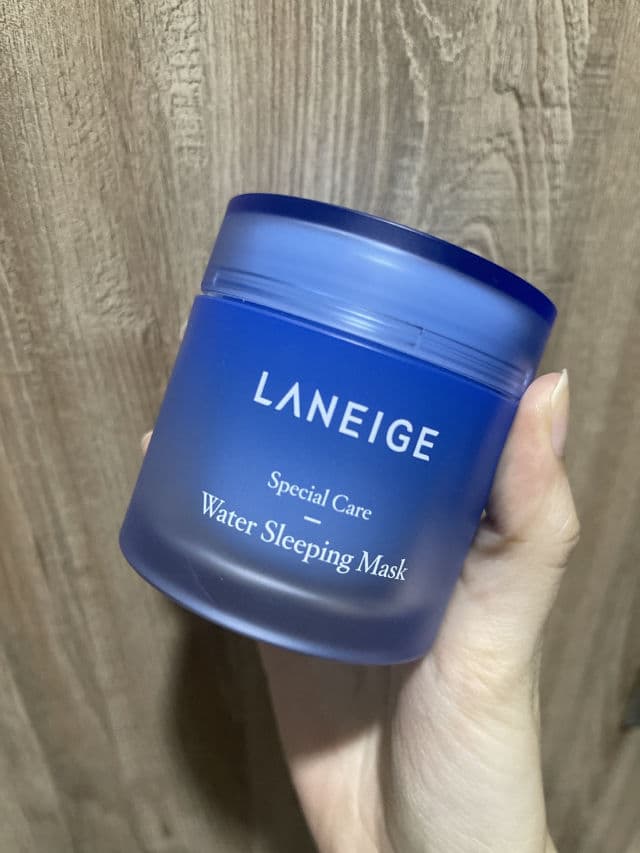 LANEIGE
Special Care
–
Water Sleeping Mask